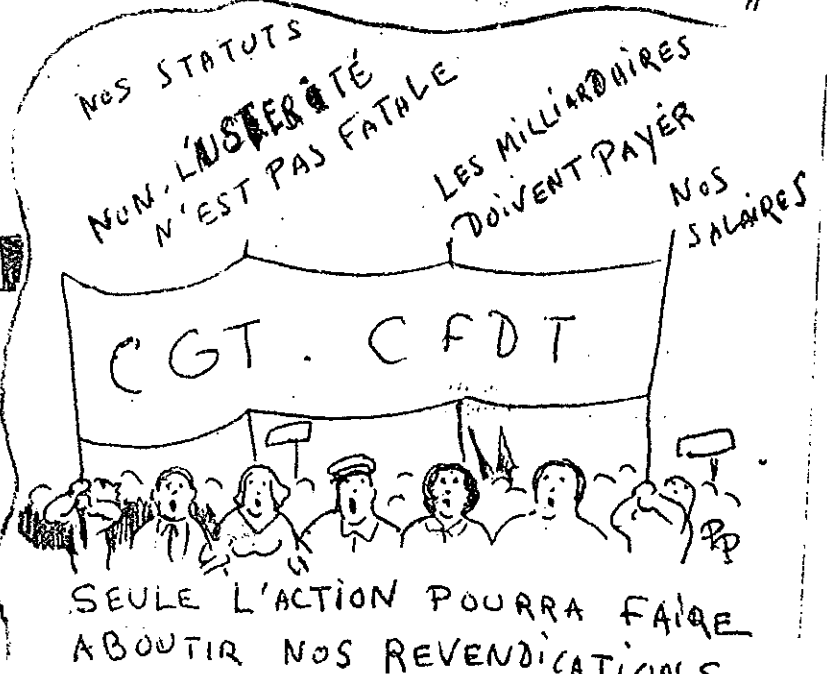 NOS STATUTS
NON, L'AUSTERITÉ
N'EST PAS FATALE
LES MILLIARDAIRES
DOIVENT PAYER
NOS
SALAIRES
CGT. CFDT
PP
SEULE L'ACTION POURRA FAIRE
ABOUTIR NOS REVENDICATIONS